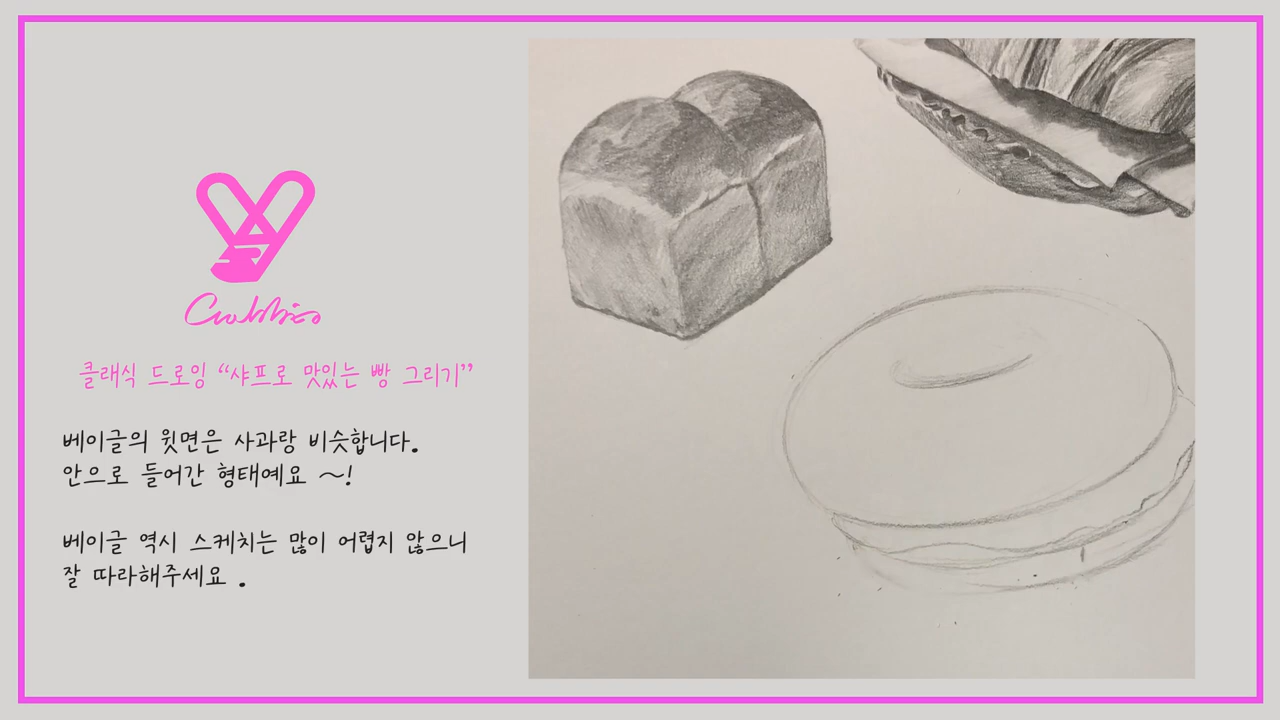 클래식 드로잉 “샤프로 맛있는 빵 그리기”
베이글의 윗면은 사과랑 비슷합니다.
안으로 들어간 형태예요 ~!
베이글 역시 스케치는 많이 어렵지 않으니
잘 따라해주세요 .